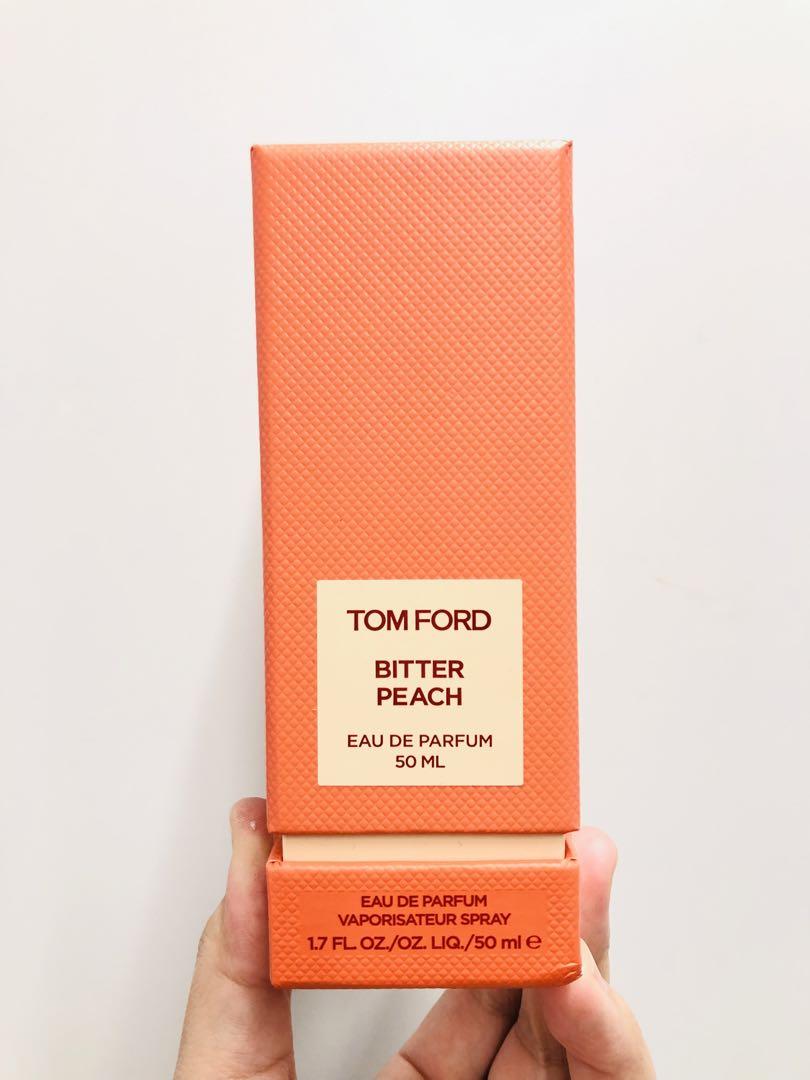 TOM FORD
BITTER
PEACH
EAU DE PARFUM
50 ML
EAU DE PARFUM
VAPORISATEUR SPRAY
1.7 FL. OZ./OZ. LIQ./50 ml ℮